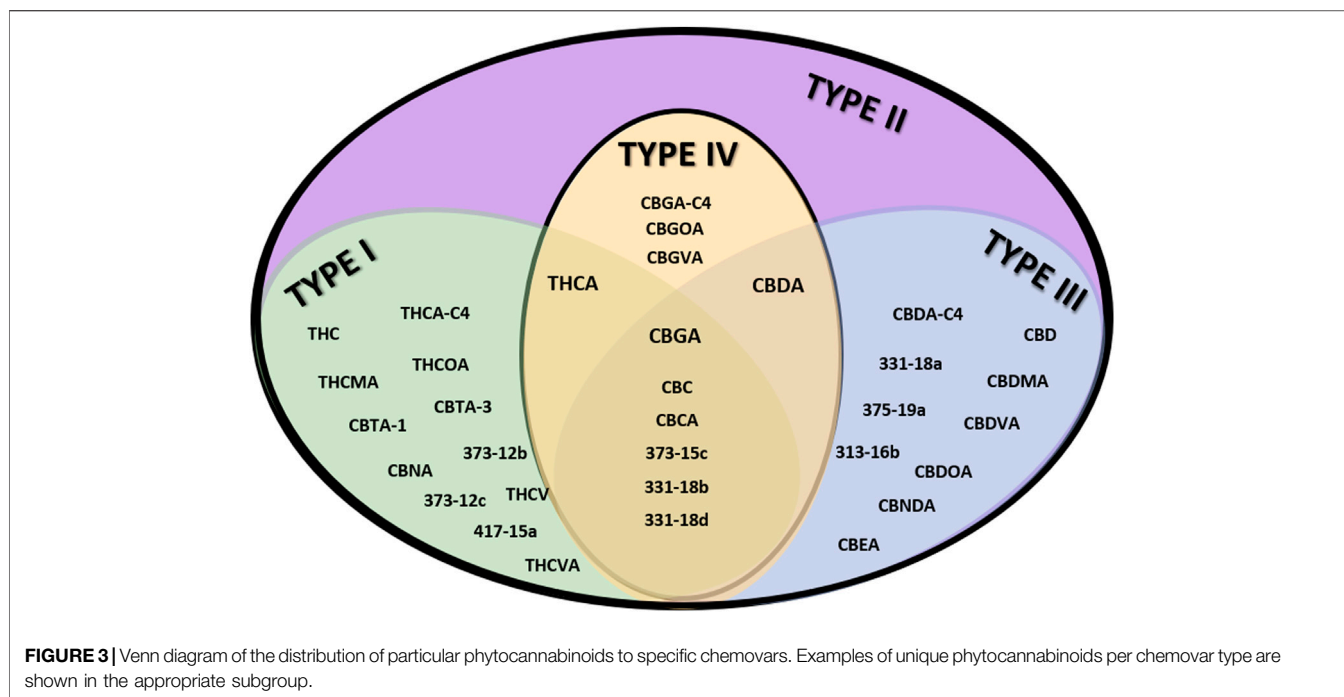 TYPE II
TYPE IV
CBGA-C4
CBGOA
CBGVA
TYPE I
THCA
CBDA
TYPE III
THCA-C4
THC
THCOA
THCMA
CBTA-3
CBTA-1
373-12b
CBNA
373-12c
THCV
417-15a
THCVA
CBGA
CBC
CBCA
373-15c
331-18b
331-18d
CBDA-C4
CBD
331-18a
CBDMA
375-19a
CBDVA
313-16b
CBDOA
CBNDA
CBEA
FIGURE 3 | Venn diagram of the distribution of particular phytocannabinoids to specific chemovars. Examples of unique phytocannabinoids per chemovar type are
shown in the appropriate subgroup.